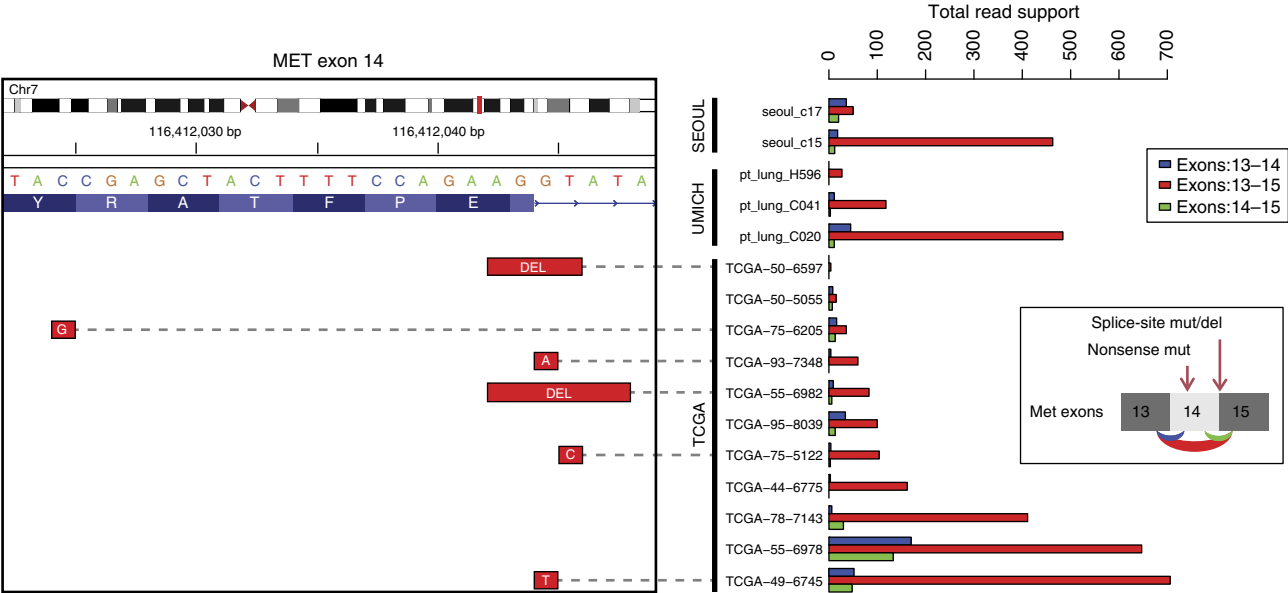 MET exon 14
Chr7
116,412,030 bp
116,412,040 bp
T A C C G A G C T A C T T T T C C A G A A G G T A T A
Y R A T F P E
DEL
G
A
DEL
C
T
Total read support
0 100 200 300 400 500 600 700
SEOUL
seoul_c17
seoul_c15
UMICH
pt_lung_H596
pt_lung_C041
pt_lung_C020
TCGA
TCGA–50–6597
TCGA–50–5055
TCGA–75–6205
TCGA–93–7348
TCGA–55–6982
TCGA–95–8039
TCGA–75–5122
TCGA–44–6775
TCGA–78–7143
TCGA–55–6978
TCGA–49–6745
Exons:13–14
Exons:13–15
Exons:14–15
Splice-site mut/del
Nonsense mut
Met exons 13 14 15